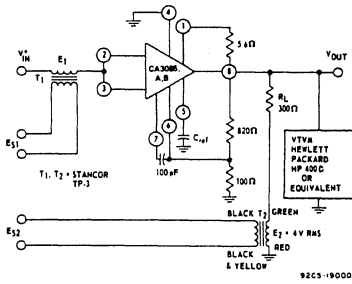 4
1
5.6Ω
V+IN
E1
2
CA3085,
A,B
8
VOUT
T1
3
RL
300Ω
7
6
5
Cref
820Ω
VTVM
HEWLETT
PACKARD
HP 400G
OR
EQUIVALENT
ES1
100 pF
T1, T2 = STANCOR
TP-3
100Ω
BLACK T2 GREEN
ES2
E2 = 4V RMS
BLACK
& YELLOW
RED
92CS-19000